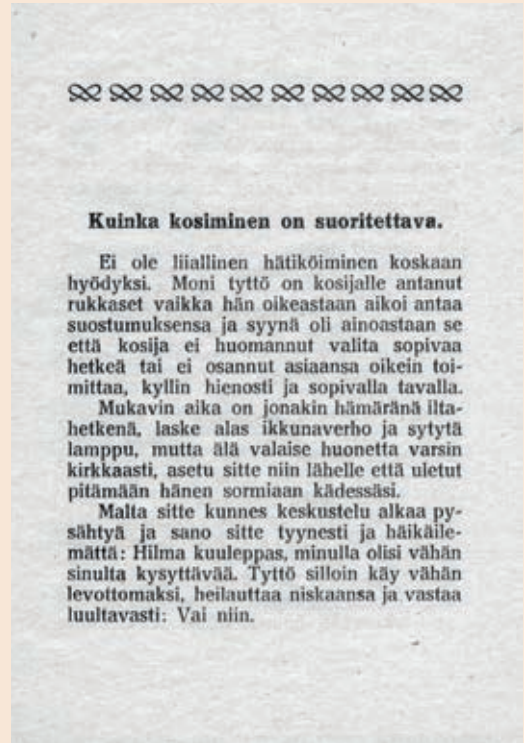 Kuinka kosiminen on suoritettava.
Ei ole liiallinen hätiköiminen koskaan
hyödyksi. Moni tyttö on kosijalle antanut
rukkaset vaikka hän oikeastaan aikoi antaa
suostumuksensa ja syynä oli ainoastaan se
että kosija ei huomannut valita sopivaa
hetkeä tai ei osannut asiaansa oikein toi-
mittaa, kyllin hienosti ja sopivalla tavalla.
Mukavin aika on jonakin hämäränä ilta-
hetkenä, laske alas ikkunaverho ja sytytä
lamppu, mutta älä valaise huonetta varsin
kirkkaasti, asetu sitte niin lähelle että uletut
pitämään hänen sormiaan kädessäsi.
Malta sitte kunnes keskustelu alkaa py-
sähtyä ja sano sitte tyynesti ja häikäile-
mättä: Hilma kuuleppas, minulla olisi vähän
sinulta kysyttävää. Tyttö silloin käy vähän
levottomaksi, heilauttaa niskaansa ja vastaa
luultavasti: Vai niin.